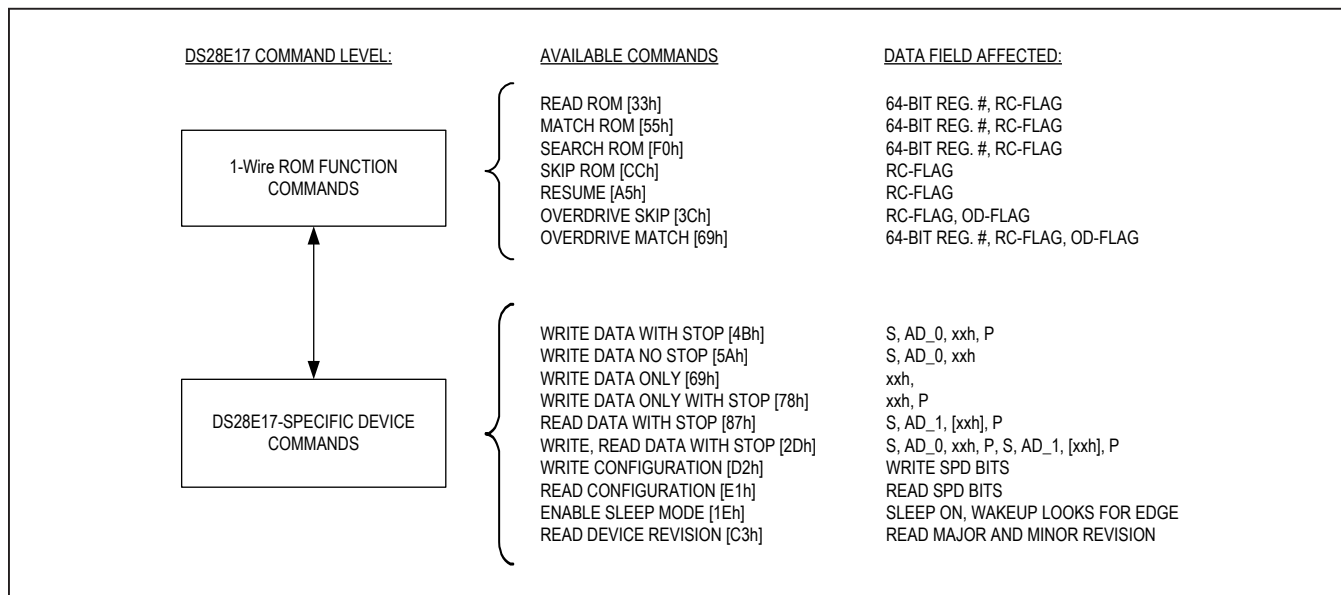 DS28E17 COMMAND LEVEL: AVAILABLE COMMANDS DATA FIELD AFFECTED:
1-Wire ROM FUNCTION
COMMANDS
READ ROM [33h] 64-BIT REG. #, RC-FLAG
MATCH ROM [55h] 64-BIT REG. #, RC-FLAG
SEARCH ROM [F0h] 64-BIT REG. #, RC-FLAG
SKIP ROM [CCh] RC-FLAG
RESUME [A5h] RC-FLAG
OVERDRIVE SKIP [3Ch] RC-FLAG, OD-FLAG
OVERDRIVE MATCH [69h] 64-BIT REG. #, RC-FLAG, OD-FLAG
DS28E17-SPECIFIC DEVICE
COMMANDS
WRITE DATA WITH STOP [4Bh] S, AD_0, xxh, P
WRITE DATA NO STOP [5Ah] S, AD_0, xxh
WRITE DATA ONLY [69h] xxh,
WRITE DATA ONLY WITH STOP [78h] xxh, P
READ DATA WITH STOP [87h] S, AD_1, [xxh], P
WRITE, READ DATA WITH STOP [2Dh] S, AD_0, xxh, P, S, AD_1, [xxh], P
WRITE CONFIGURATION [D2h] WRITE SPD BITS
READ CONFIGURATION [E1h] READ SPD BITS
ENABLE SLEEP MODE [1Eh] SLEEP ON, WAKEUP LOOKS FOR EDGE
READ DEVICE REVISION [C3h] READ MAJOR AND MINOR REVISION